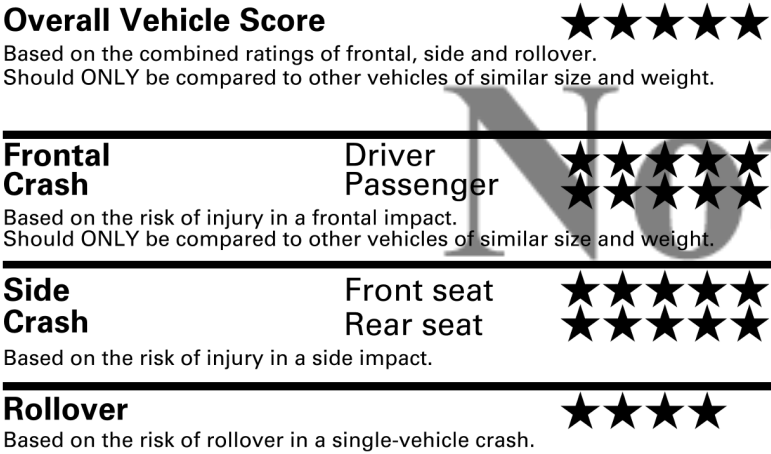 Overall Vehicle Score ★★★★★
Based on the combined ratings of frontal, side and rollover.
Should ONLY be compared to other vehicles of similar size and weight.
Frontal Driver ★★★★★
Crash Passenger ★★★★★
Based on the risk of injury in a frontal impact.
Should ONLY be compared to other vehicles of similar size and weight.
Side Front seat ★★★★★
Crash Rear seat ★★★★★
Based on the risk of injury in a side impact.
Rollover ★★★★
Based on the risk of rollover in a single-vehicle crash.